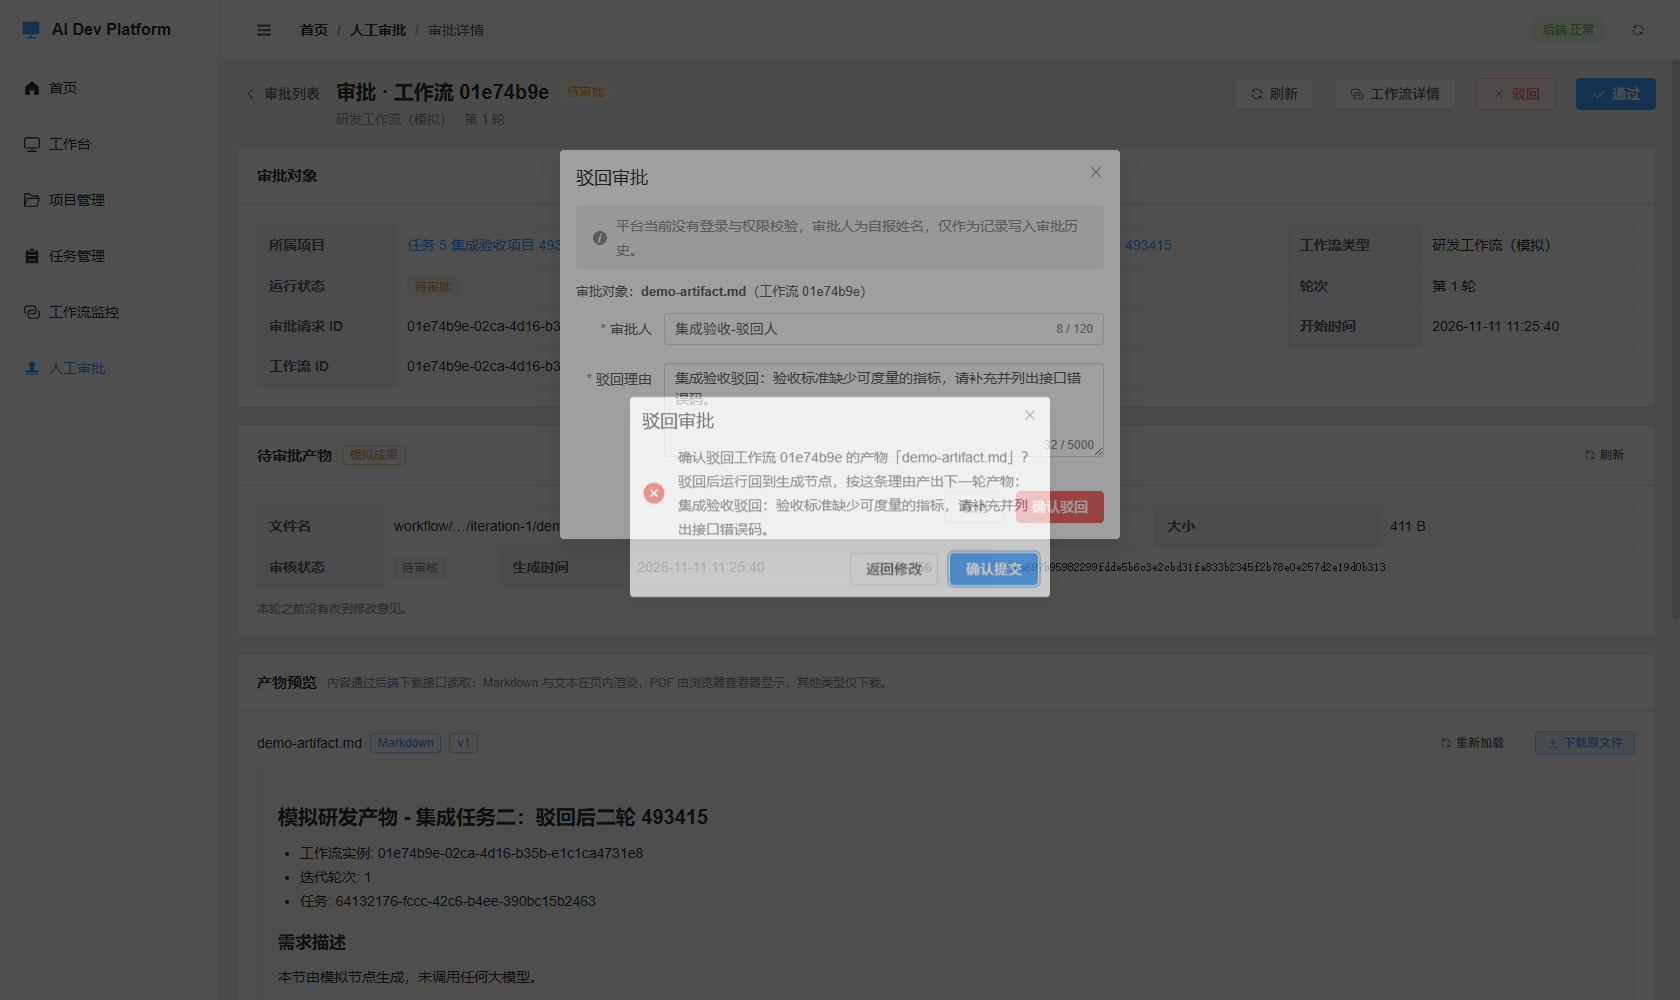 AI Dev Platform
首页 / 人工审批 / 审批详情
后端 正常
首页
工作台
项目管理
任务管理
工作流监控
人工审批
审批列表
审批 · 工作流 01e74b9e
待审批
研发工作流（模拟） · 第 1 轮
刷新
工作流详情
驳回
通过
审批对象
所属项目
任务 5 集成验收项目 493
493415
工作流类型
研发工作流（模拟）
运行状态
待审批
轮次
第 1 轮
审批请求 ID
01e74b9e-02ca-4d16-b3
开始时间
2026-11-11 11:25:40
工作流 ID
01e74b9e-02ca-4d16-b3
驳回审批
平台当前没有登录与权限校验，审批人为自报姓名，仅作为记录写入审批历
史。
审批对象：demo-artifact.md（工作流 01e74b9e）
* 审批人
集成验收-驳回人
8 / 120
* 驳回理由
集成验收驳回：验收标准缺少可度量的指标，请补充并列出接口错
误码。
32 / 5000
确认驳回
驳回审批
确认驳回工作流 01e74b9e 的产物「demo-artifact.md」？
驳回后运行回到生成节点，按这条理由产出下一轮产物：
集成验收驳回：验收标准缺少可度量的指标，请补充并列
出接口错误码。
返回修改
确认提交
待审批产物
模拟成果
刷新
文件名
workflow/…/iteration-1/dem
大小
411 B
审核状态
待审核
生成时间
2026-11-11 11:25:40
697b95982299fdde5b6c3e2cbd31fa833b2345f2b78e0e257d2e19d0b313
本轮之前没有收到修改意见。
产物预览
内容通过后端下载接口读取；Markdown 与文本在页内渲染，PDF 由浏览器查看器显示，其他类型仅下载。
demo-artifact.md
Markdown
v1
重新加载
下载原文件
模拟研发产物 - 集成任务二：驳回后二轮 493415
• 工作流实例: 01e74b9e-02ca-4d16-b35b-e1c1ca4731e8
• 迭代轮次: 1
• 任务: 64132176-fccc-42c6-b4ee-390bc15b2463
需求描述
本节由模拟节点生成，未调用任何大模型。